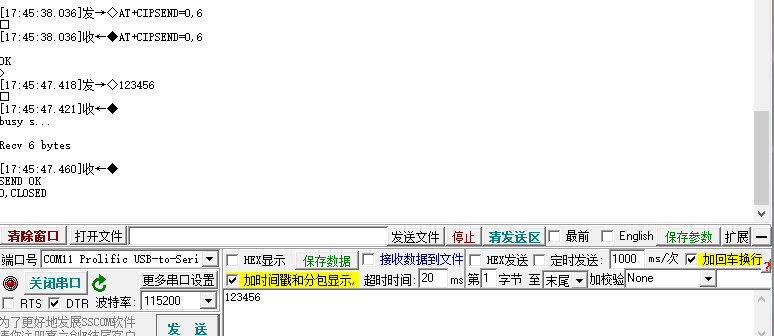 [17:45:38.036]发→◇AT+CIPSEND=0,6
□
[17:45:38.036]收←◆AT+CIPSEND=0,6
OK
>
[17:45:47.418]发→◇123456
□
[17:45:47.421]收←◆
busy s...
Recv 6 bytes
[17:45:47.460]收←◆
SEND OK
0,CLOSED
清除窗口 打开文件 发送文件 停止 清发送区 最前 English 保存参数 扩展 —
端口号 COM11 Prolific USB-to-Seri HEX显示 保存数据 接收数据到文件 HEX发送 定时发送: 1000 ms/次 加回车换行
关闭串口 更多串口设置 加时间戳和分包显示. 超时时间: 20 ms 第1 字节 至 末尾 加校验 None
RTS DTR 波特率: 115200 123456
为了更好地发展SSCOM软件
发 送